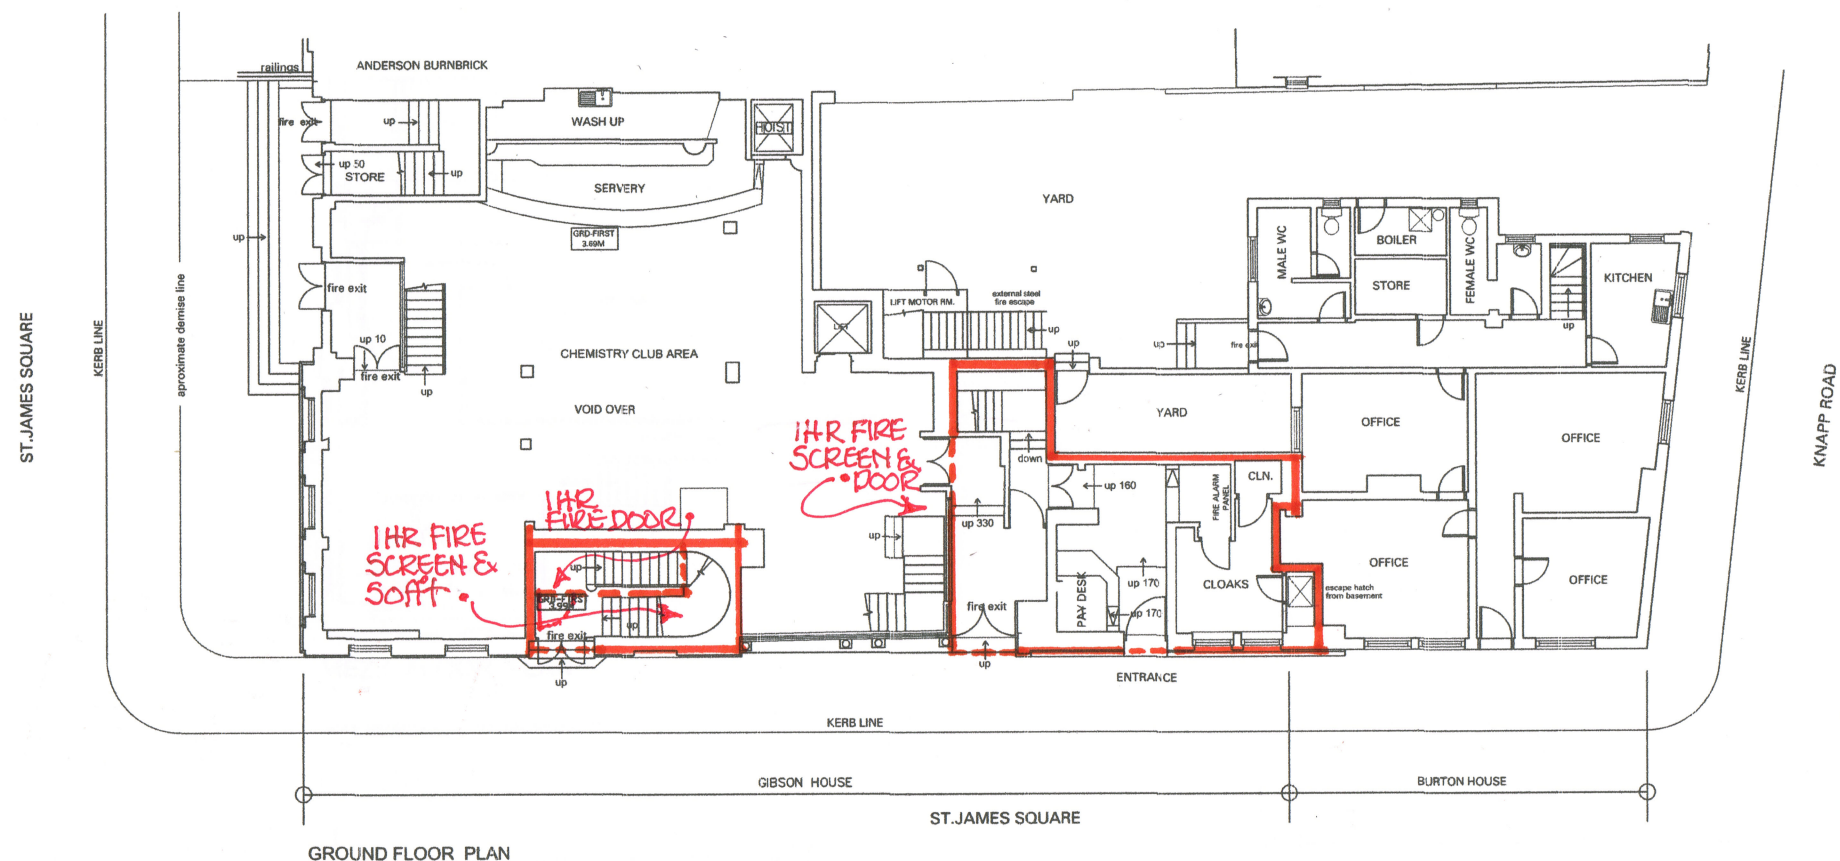 railings
ANDERSON BURNBRICK
fire exit
up
WASH UP
HOIST
up 50
STORE
up
SERVERY
YARD
up
GRD-FIRST
3.69M
MALE WC
BOILER
FEMALE WC
KITCHEN
STORE
fire exit
LIFT MOTOR RM.
external steel
fire escape
up
LIFT
up
up 10
fire exit
up
CHEMISTRY CLUB AREA
VOID OVER
up
up
fire exit
ST.JAMES SQUARE
KERB LINE
aproximate demise line
KERB LINE
KNAPP ROAD
YARD
OFFICE
OFFICE
1HR FIRE
SCREEN &
DOOR
down
up 160
CLN.
FIRE ALARM
PANEL
1HR
FIRE DOOR
up 330
1HR FIRE
SCREEN &
up
up
OFFICE
OFFICE
CLOAKS
up 170
up 170
escape hatch
from basement
PAY DESK
fire exit
up
fire exit
up
up
ENTRANCE
KERB LINE
GIBSON HOUSE
BURTON HOUSE
ST.JAMES SQUARE
GROUND FLOOR PLAN